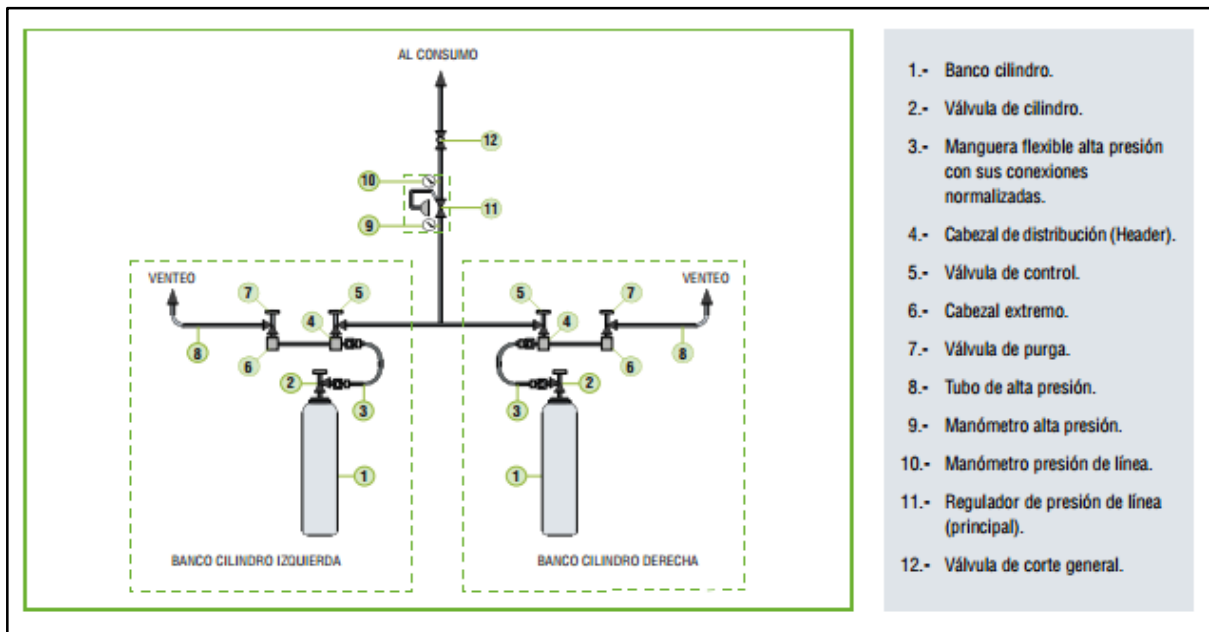 AL CONSUMO
12
10
11
9
VENTEO
VENTEO
7
5
5
7
4
4
8
6
6
8
2
2
3
3
1
1
BANCO CILINDRO IZQUIERDA
BANCO CILINDRO DERECHA
1.- Banco cilindro.
2.- Válvula de cilindro.
3.- Manguera flexible alta presión
con sus conexiones
normalizadas.
4.- Cabezal de distribución (Header).
5.- Válvula de control.
6.- Cabezal extremo.
7.- Válvula de purga.
8.- Tubo de alta presión.
9.- Manómetro alta presión.
10.- Manómetro presión de línea.
11.- Regulador de presión de línea
(principal).
12.- Válvula de corte general.